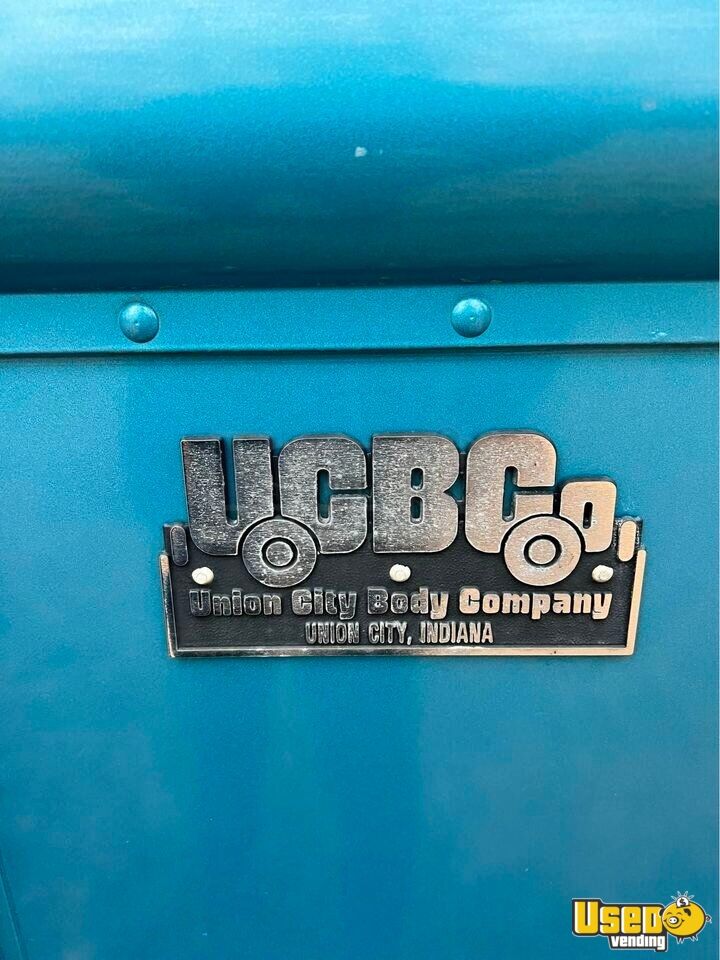 UCBCo
Union City Body Company
UNION CITY, INDIANA
USED
vending